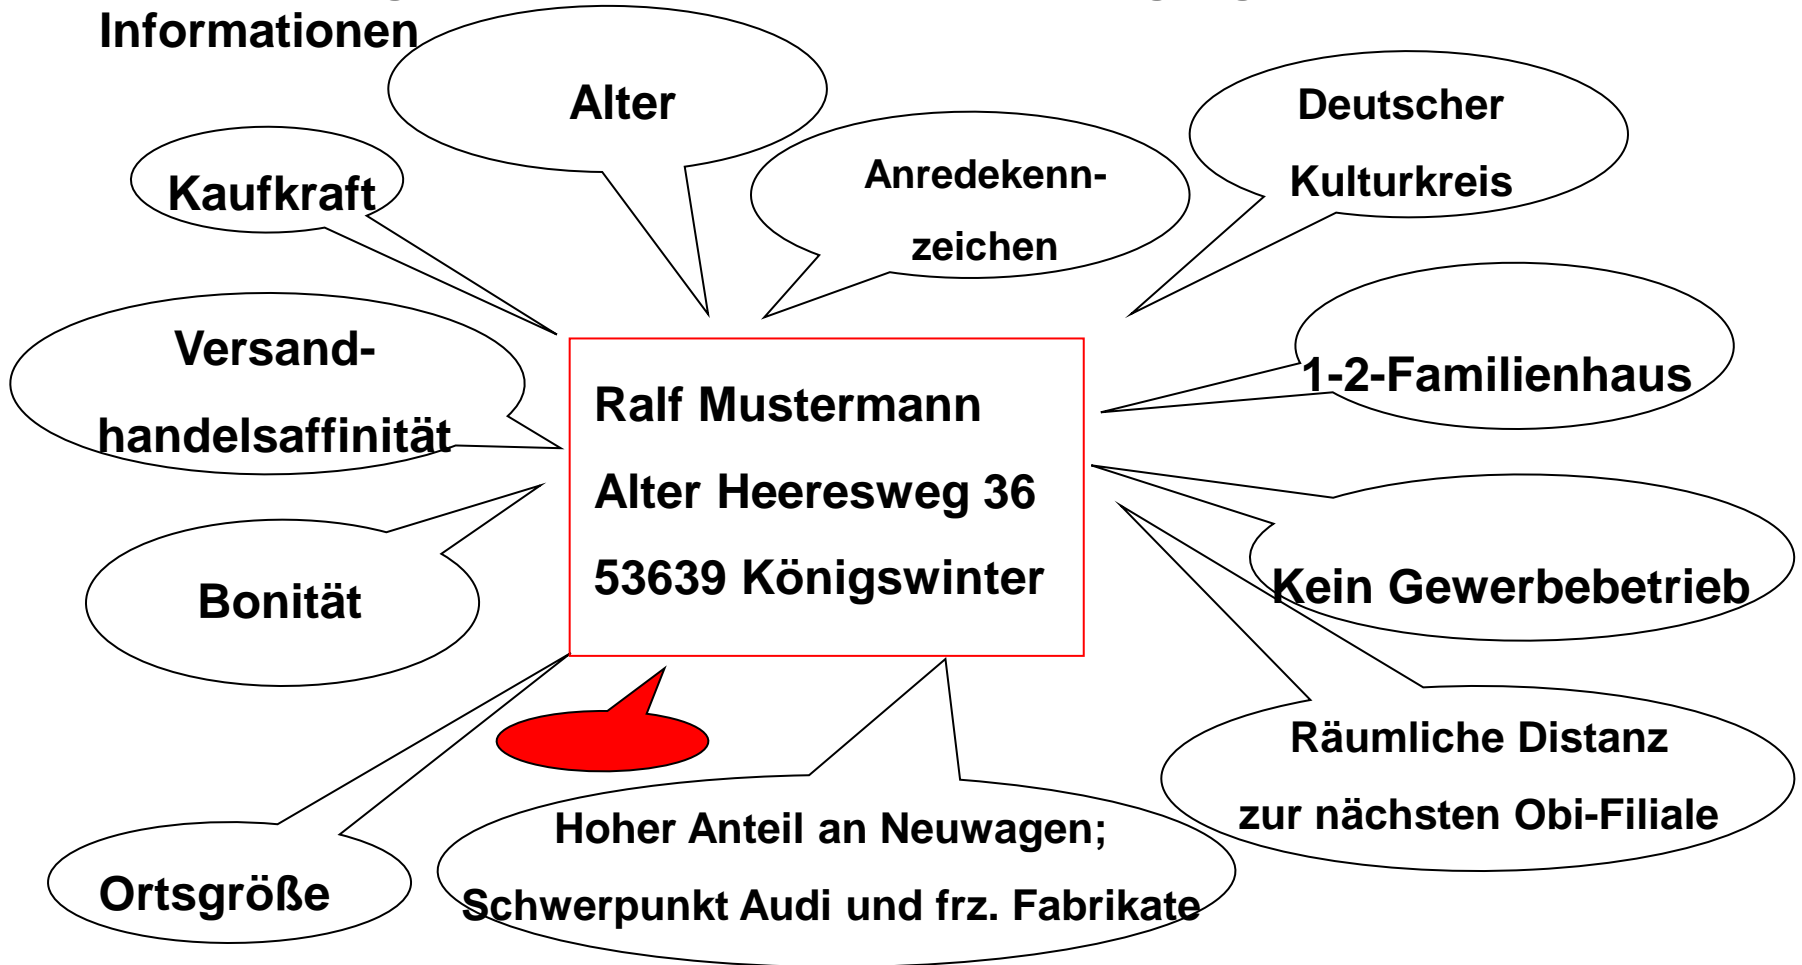 Informationen
Alter
Deutscher
Kulturkreis
Kaufkraft
Anredekenn-
zeichen
Versand-
handelsaffinität
1-2-Familienhaus
Ralf Mustermann
Alter Heeresweg 36
53639 Königswinter
Bonität
Kein Gewerbebetrieb
Räumliche Distanz
zur nächsten Obi-Filiale
Hoher Anteil an Neuwagen;
Schwerpunkt Audi und frz. Fabrikate
Ortsgröße